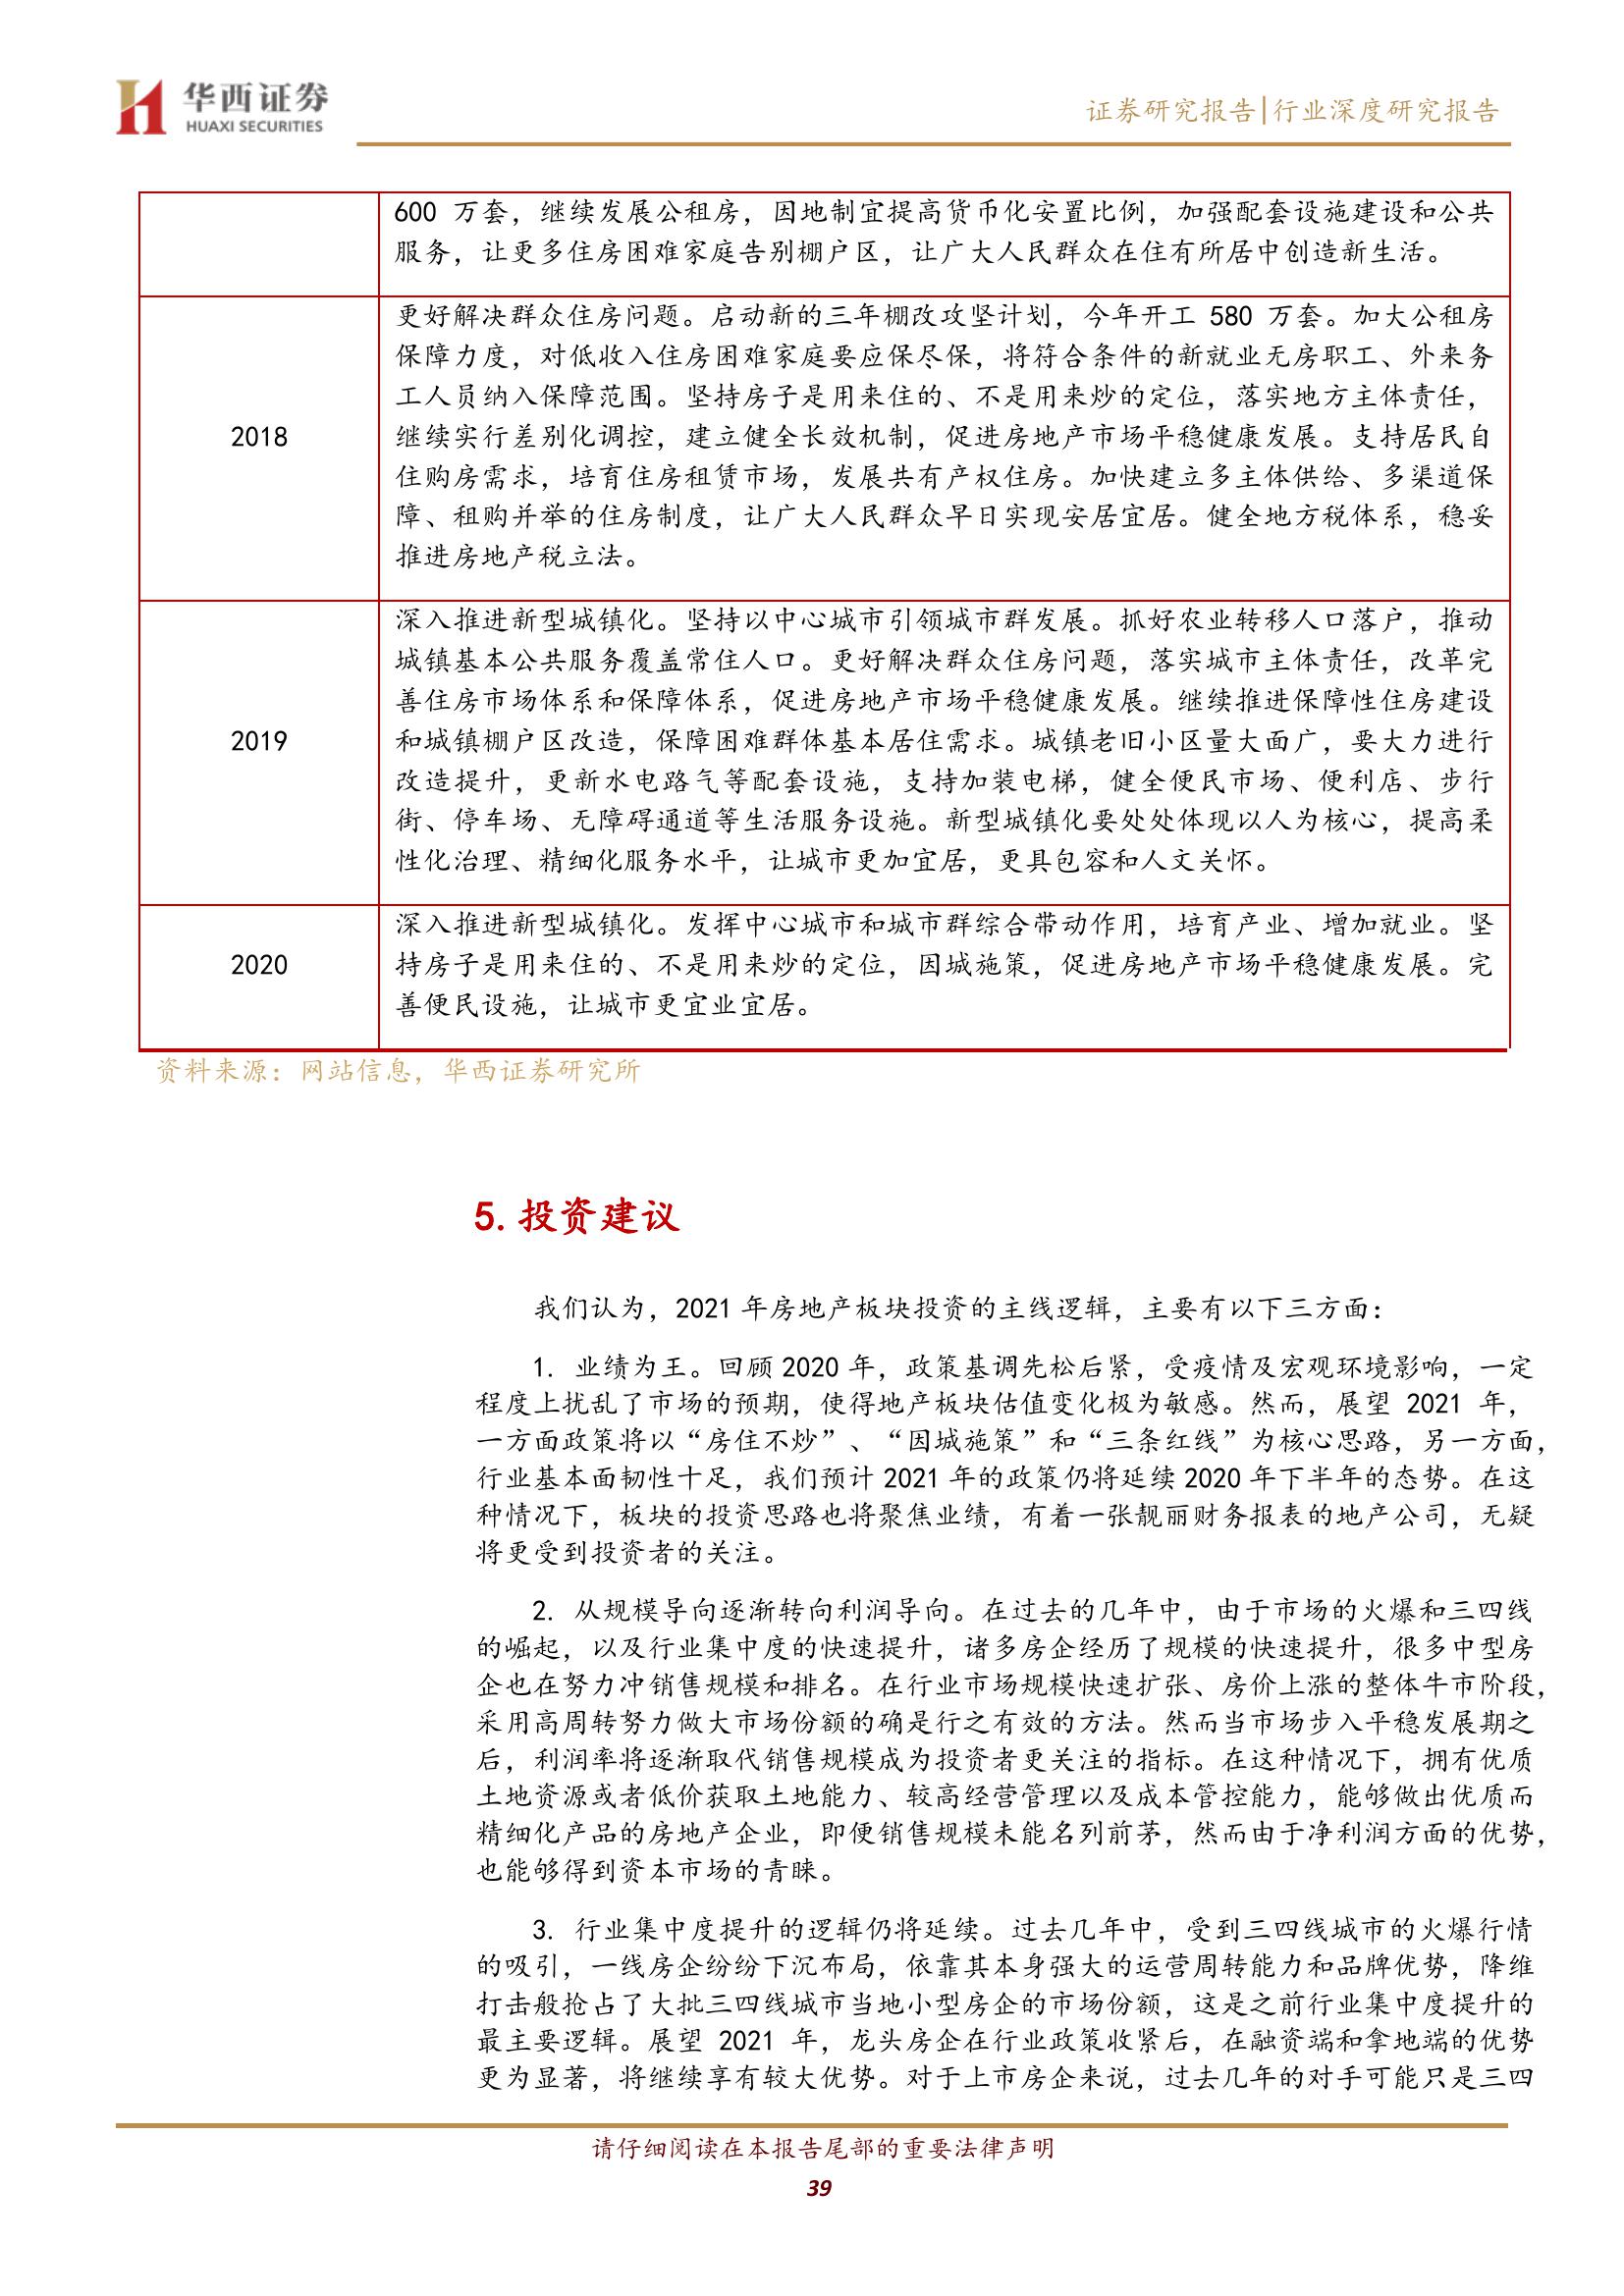 华西证券
HUAXI SECURITIES
证券研究报告|行业深度研究报告
600 万套，继续发展公租房，因地制宜提高货币化安置比例，加强配套设施建设和公共
服务，让更多住房困难家庭告别棚户区，让广大人民群众在住有所居中创造新生活。
更好解决群众住房问题。启动新的三年棚改攻坚计划，今年开工 580 万套。加大公租房
保障力度，对低收入住房困难家庭要应保尽保，将符合条件的新就业无房职工、外来务
工人员纳入保障范围。坚持房子是用来住的、不是用来炒的定位，落实地方主体责任，
2018
继续实行差别化调控，建立健全长效机制，促进房地产市场平稳健康发展。支持居民自
住购房需求，培育住房租赁市场，发展共有产权住房。加快建立多主体供给、多渠道保
障、租购并举的住房制度，让广大人民群众早日实现安居宜居。健全地方税体系，稳妥
推进房地产税立法。
深入推进新型城镇化。坚持以中心城市引领城市群发展。抓好农业转移人口落户，推动
城镇基本公共服务覆盖常住人口。更好解决群众住房问题，落实城市主体责任，改革完
善住房市场体系和保障体系，促进房地产市场平稳健康发展。继续推进保障性住房建设
2019
和城镇棚户区改造，保障困难群体基本居住需求。城镇老旧小区量大面广，要大力进行
改造提升，更新水电路气等配套设施，支持加装电梯，健全便民市场、便利店、步行
街、停车场、无障碍通道等生活服务设施。新型城镇化要处处体现以人为核心，提高柔
性化治理、精细化服务水平，让城市更加宜居，更具包容和人文关怀。
深入推进新型城镇化。发挥中心城市和城市群综合带动作用，培育产业、增加就业。坚
2020
持房子是用来住的、不是用来炒的定位，因城施策，促进房地产市场平稳健康发展。完
善便民设施，让城市更宜业宜居。
资料来源：网站信息，华西证券研究所
5. 投资建议
我们认为，2021 年房地产板块投资的主线逻辑，主要有以下三方面：
1. 业绩为王。回顾 2020 年，政策基调先松后紧，受疫情及宏观环境影响，一定
程度上扰乱了市场的预期，使得地产板块估值变化极为敏感。然而，展望 2021 年，
一方面政策将以“房住不炒”、“因城施策”和“三条红线”为核心思路，另一方面，
行业基本面韧性十足，我们预计 2021 年的政策仍将延续 2020 年下半年的态势。在这
种情况下，板块的投资思路也将聚焦业绩，有着一张靓丽财务报表的地产公司，无疑
将更受到投资者的关注。
2. 从规模导向逐渐转向利润导向。在过去的几年中，由于市场的火爆和三四线
的崛起，以及行业集中度的快速提升，诸多房企经历了规模的快速提升，很多中型房
企也在努力冲销售规模和排名。在行业市场规模快速扩张、房价上涨的整体牛市阶段，
采用高周转努力做大市场份额的确是行之有效的方法。然而当市场步入平稳发展期之
后，利润率将逐渐取代销售规模成为投资者更关注的指标。在这种情况下，拥有优质
土地资源或者低价获取土地能力、较高经营管理以及成本管控能力，能够做出优质而
精细化产品的房地产企业，即便销售规模未能名列前茅，然而由于净利润方面的优势，
也能够得到资本市场的青睐。
3. 行业集中度提升的逻辑仍将延续。过去几年中，受到三四线城市的火爆行情
的吸引，一线房企纷纷下沉布局，依靠其本身强大的运营周转能力和品牌优势，降维
打击般抢占了大批三四线城市当地小型房企的市场份额，这是之前行业集中度提升的
最主要逻辑。展望 2021 年，龙头房企在行业政策收紧后，在融资端和拿地端的优势
更为显著，将继续享有较大优势。对于上市房企来说，过去几年的对手可能只是三四
请仔细阅读在本报告尾部的重要法律声明
39